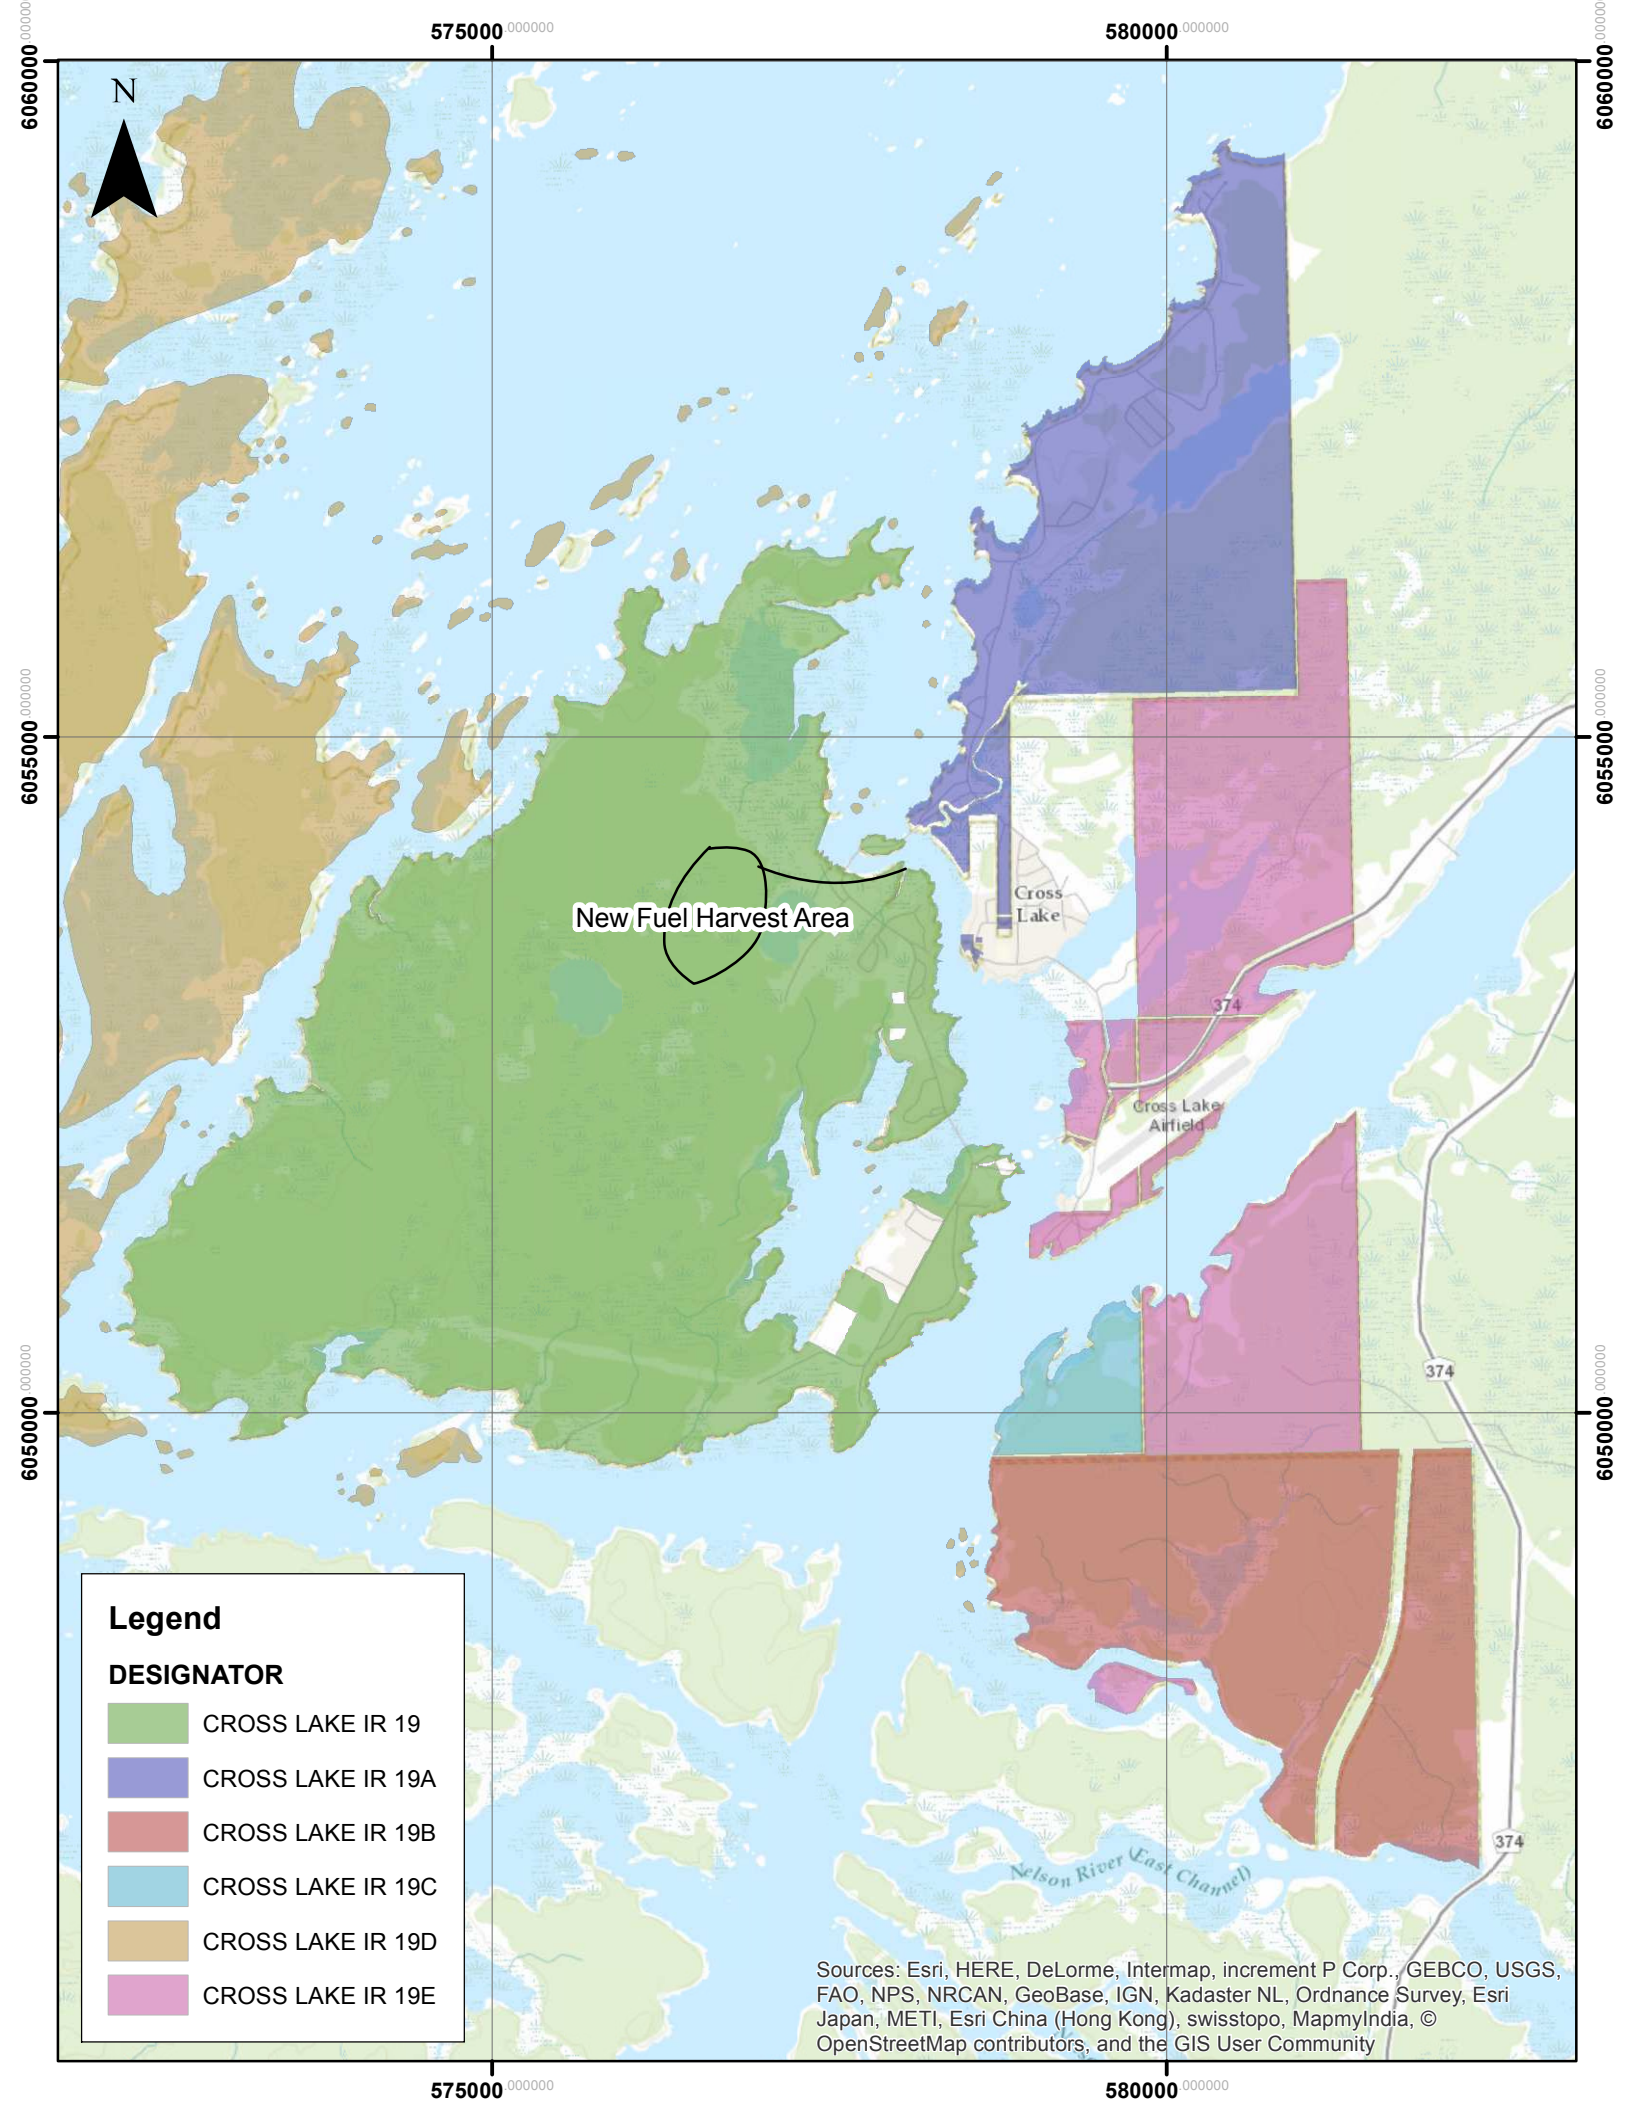 575000.000000
580000.000000
6060000.000000
6060000.000000
N
6055000.000000
6055000.000000
Cross
Lake
New Fuel Harvest Area
374
Cross Lake
Airfield
6050000.000000
6050000.000000
374
Legend
DESIGNATOR
CROSS LAKE IR 19
CROSS LAKE IR 19A
CROSS LAKE IR 19B
CROSS LAKE IR 19C
CROSS LAKE IR 19D
CROSS LAKE IR 19E
374
Nelson River (East Channel)
Sources: Esri, HERE, DeLorme, Intermap, increment P Corp., GEBCO, USGS,
FAO, NPS, NRCAN, GeoBase, IGN, Kadaster NL, Ordnance Survey, Esri
Japan, METI, Esri China (Hong Kong), swisstopo, MapmyIndia, ©
OpenStreetMap contributors, and the GIS User Community
575000.000000
580000.000000